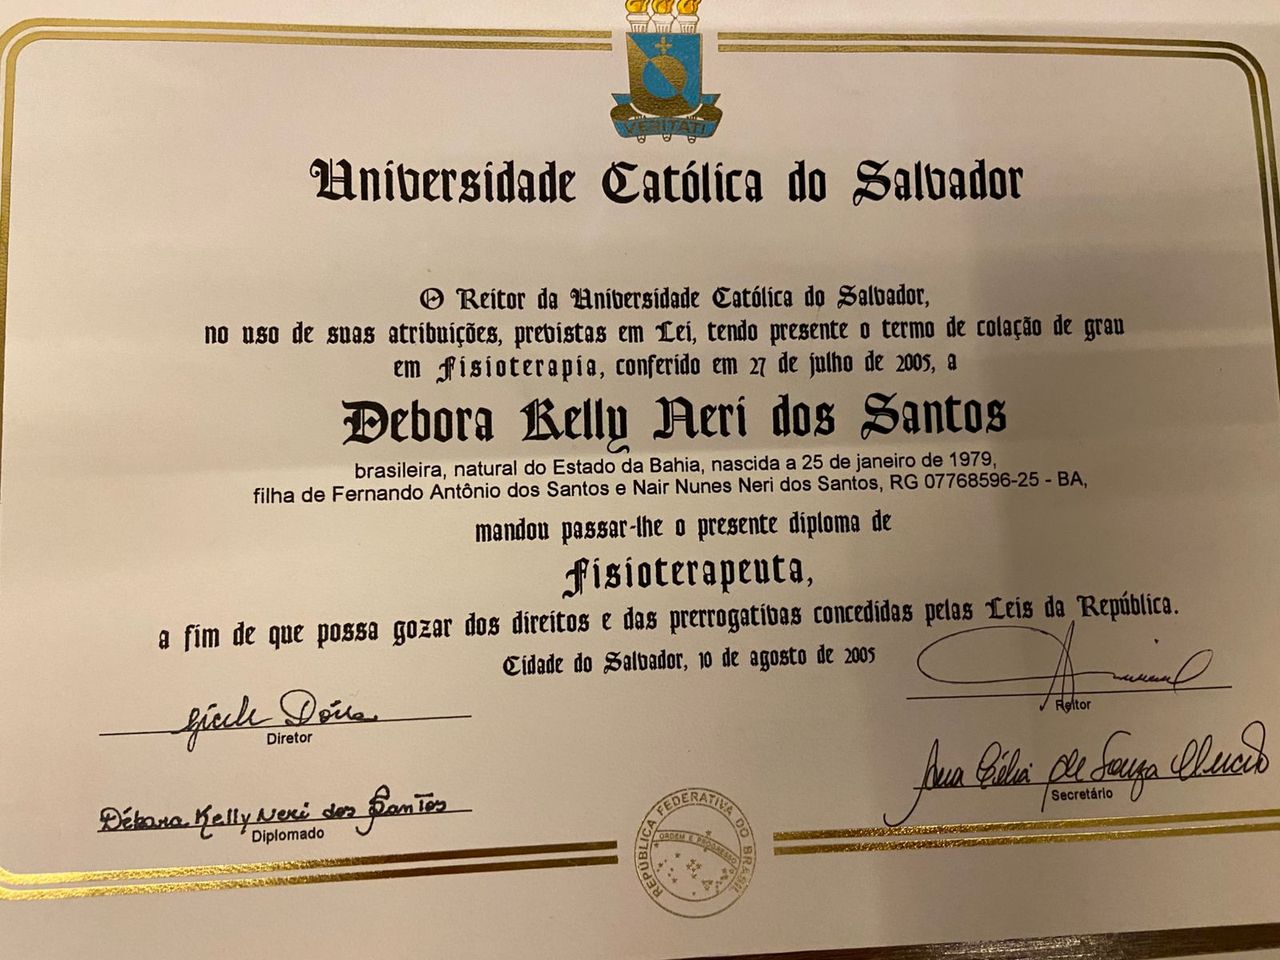 VERITATI
Universidade Católica do Salvador
O Reitor da Universidade Católica do Salvador,
no uso de suas atribuições, previstas em Lei, tendo presente o termo de colação de grau
em Fisioterapia, conferido em 27 de julho de 2005, a
Debora Kelly Neri dos Santos
brasileira, natural do Estado da Bahia, nascida a 25 de janeiro de 1979,
filha de Fernando Antônio dos Santos e Nair Nunes Neri dos Santos, RG 07768596-25 - BA,
mandou passar-lhe o presente diploma de
Fisioterapeuta,
a fim de que possa gozar dos direitos e das prerrogativas concedidas pelas Leis da República.
Cidade do Salvador, 10 de agosto de 2005
Reitor
Diretor
Ana Célia de Souza
Secretário
Débora Kelly Neri dos Santos
Diplomado
REPÚBLICA FEDERATIVA DO BRASIL
ORDEM E PROGRESSO